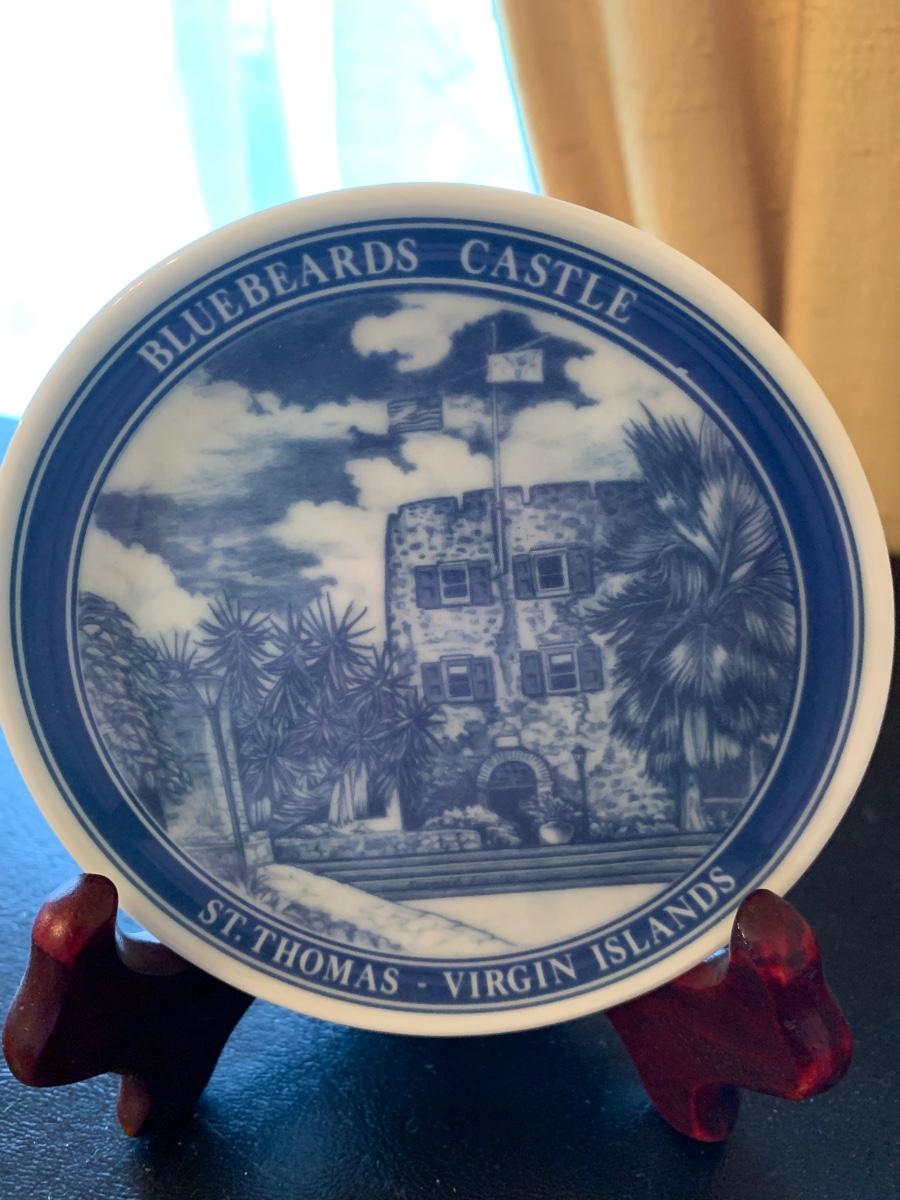 BLUEBEARDS CASTLE
ST. THOMAS - VIRGIN ISLANDS